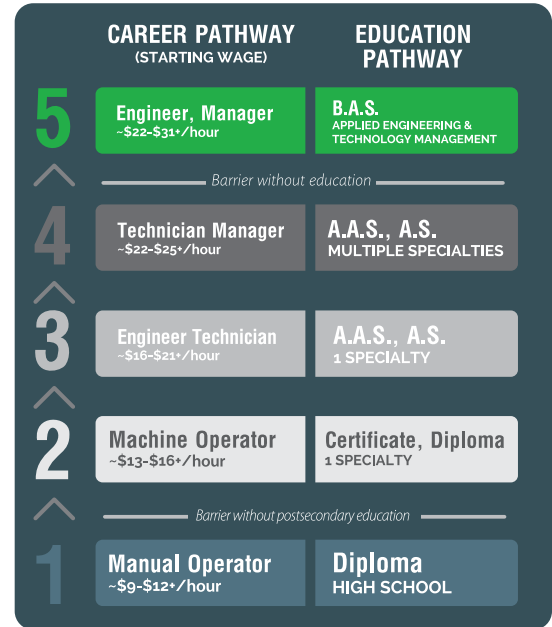 CAREER PATHWAY
(STARTING WAGE)
EDUCATION
PATHWAY
5
Engineer, Manager
~$22-$31+/hour
B.A.S.
APPLIED ENGINEERING &
TECHNOLOGY MANAGEMENT
Barrier without education
4
Technician Manager
~$22-$25+/hour
A.A.S., A.S.
MULTIPLE SPECIALTIES
3
Engineer Technician
~$16-$21+/hour
A.A.S., A.S.
1 SPECIALTY
2
Machine Operator
~$13-$16+/hour
Certificate, Diploma
1 SPECIALTY
Barrier without postsecondary education
1
Manual Operator
~$9-$12+/hour
Diploma
HIGH SCHOOL